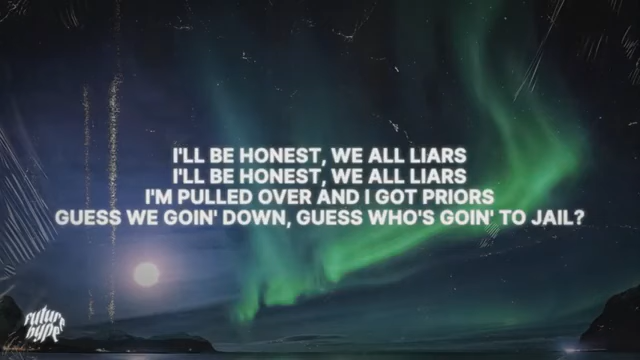 I'LL BE HONEST, WE ALL LIARS
I'LL BE HONEST, WE ALL LIARS
I'M PULLED OVER AND I GOT PRIORS
GUESS WE GOIN' DOWN, GUESS WHO'S GOIN' TO JAIL?
future
hype